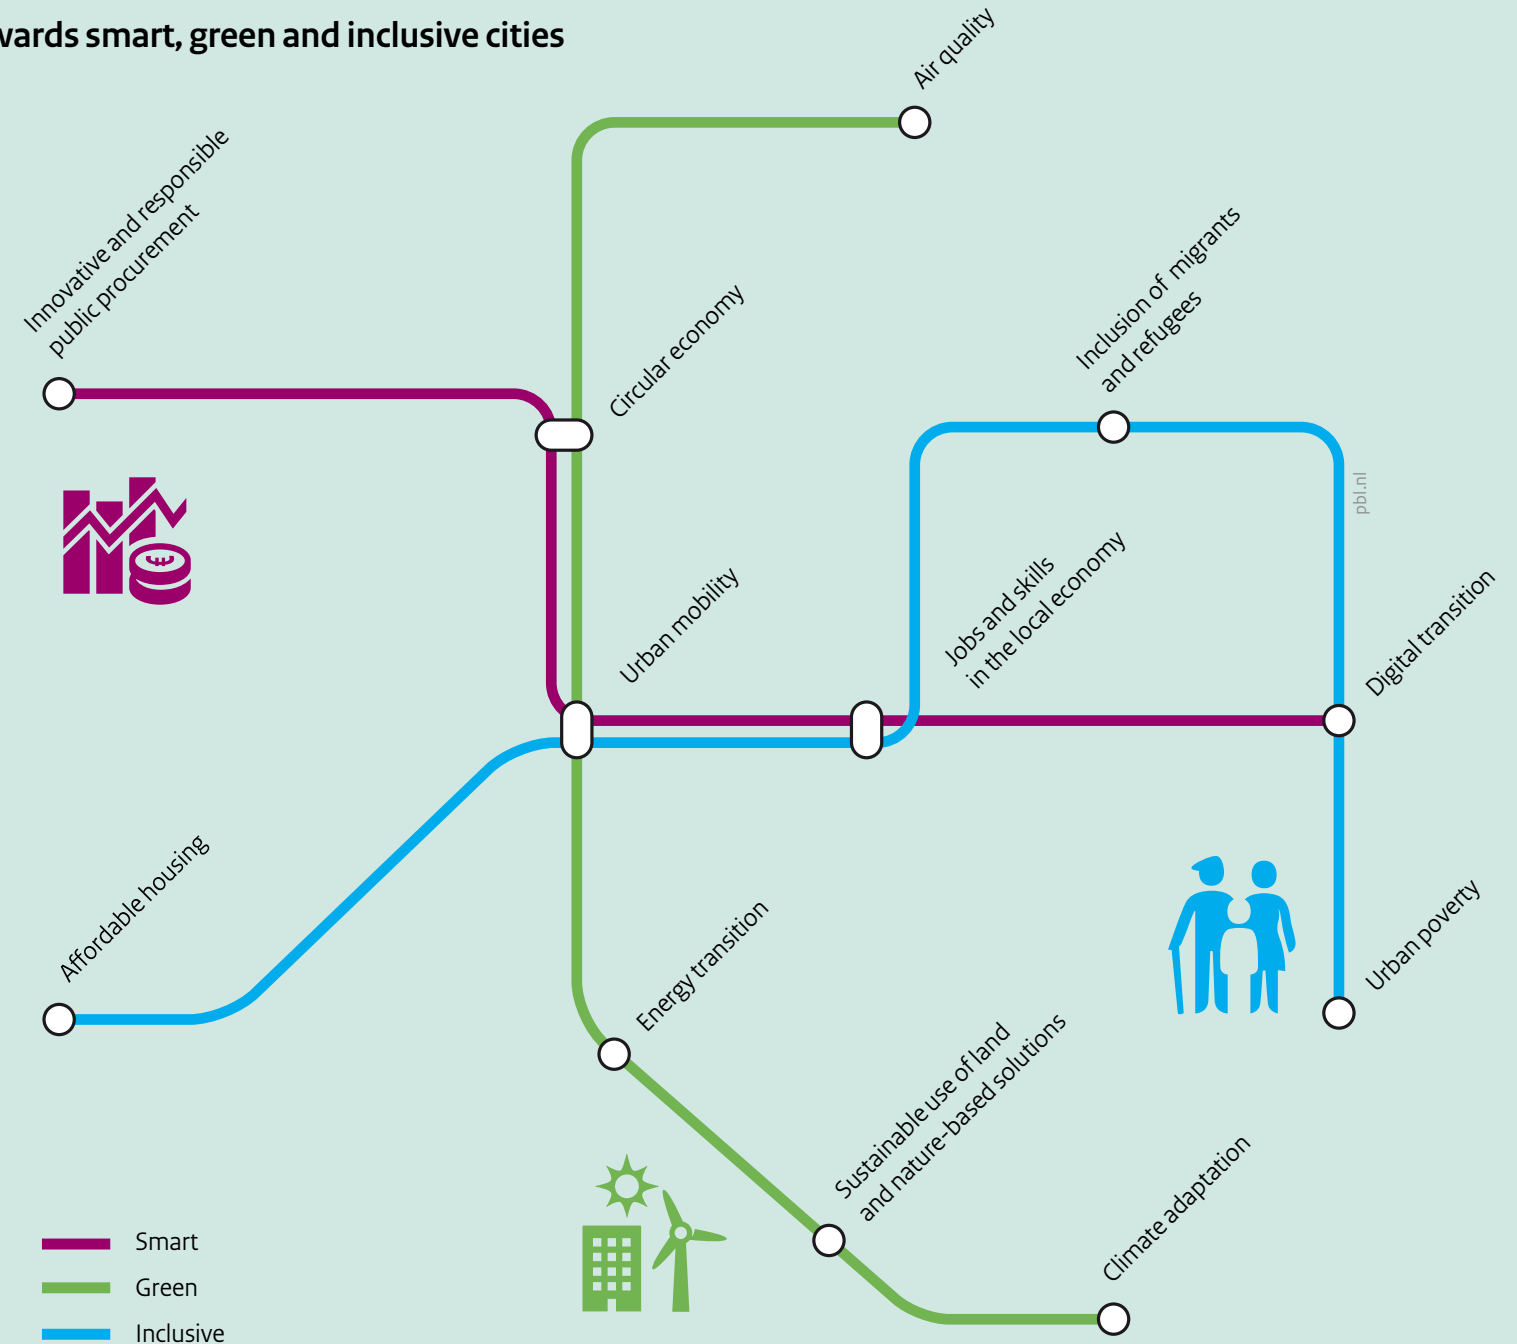 wards smart, green and inclusive cities
Air quality
Innovative and responsible
public procurement
Inclusion of migrants
and refugees
Circular economy
pbl.nl
Jobs and skills
in the local economy
Urban mobility
Digital transition
Affordable housing
Urban poverty
Energy transition
Sustainable use of land
and nature-based solutions
Climate adaptation
Smart
Green
Inclusive